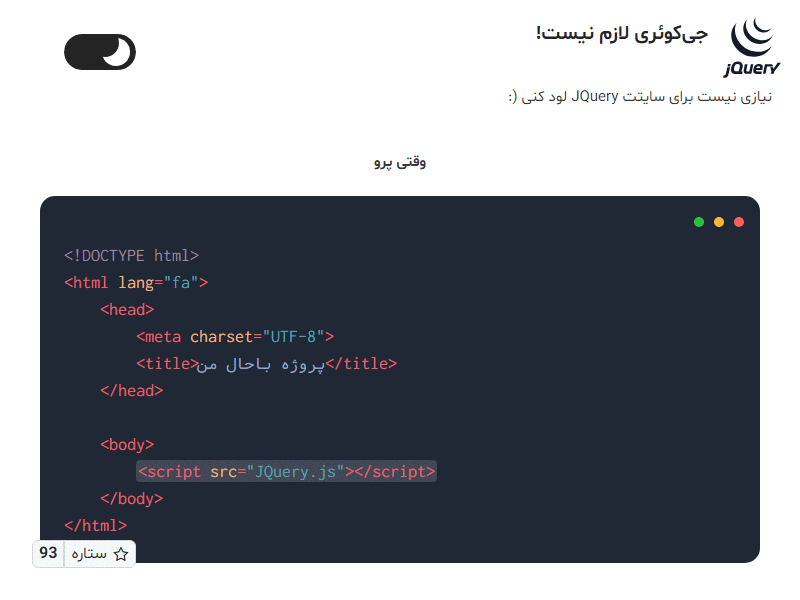 جی‌کوئری لازم نیست!
jQuery
نیازی نیست برای سایتت JQuery لود کنی (:
وقتی پرو
<!DOCTYPE html>
<html lang="fa">
<head>
<meta charset="UTF-8">
<title>پروژه باحال من</title>
</head>
<body>
<script src="JQuery.js"></script>
</body>
</html>
ستاره 93